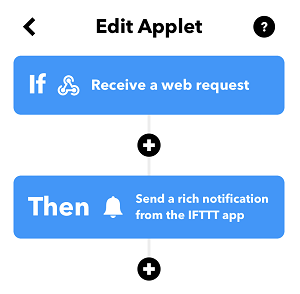 Edit Applet
?
If Receive a web request
Then Send a rich notification
from the IFTTT app